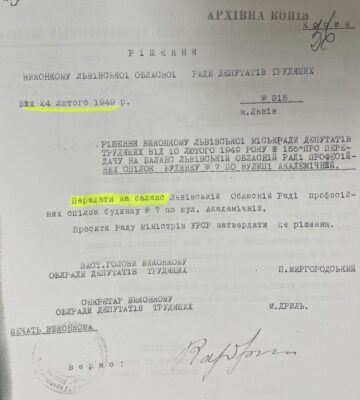 АРХІВНА КОПІЯ
Р І Ш Е Н Н Я
ВИКОНКОМУ ЛЬВІВСЬКОЇ ОБЛАСНОЇ РАДИ ДЕПУТАТІВ ТРУДЯЩИХ
ВІД 24 ЛЮТОГО 1949 р. № 215
м.Львів
РІШЕННЯ ВИКОНКОМУ ЛЬВІВСЬКОЇ МІСЬКРАДИ ДЕПУТАТІВ
ТРУДЯЩИХ ВІД 10 ЛЮТОГО 1949 РОКУ № 155 "ПРО ПЕРЕ-
ДАЧУ НА БАЛАНС ЛЬВІВСЬКІЙ ОБЛАСНІЙ РАДІ ПРОФЕСІЙ-
НИХ СПІЛОК БУДИНКУ № 7 ПО ВУЛИЦІ АКАДЕМІЧНІЙ.
Передати на баланс Львівській Обласній Раді професій-
них спілок будинку № 7 по вул. Академічній.
Просити Раду Міністрів УРСР затвердити це рішення.
ЗАСТ.ГОЛОВИ ВИКОНКОМУ
ОБЛРАДИ ДЕПУТАТІВ ТРУДЯЩИХ П.МИРГОРОДСЬКИЙ
СЕКРЕТАР ВИКОНКОМУ
ОБЛРАДИ ДЕПУТАТІВ ТРУДЯЩИХ М.ДРИЛЬ.
ПЕЧАТЬ ВИКОНКОМА
В е р н о :